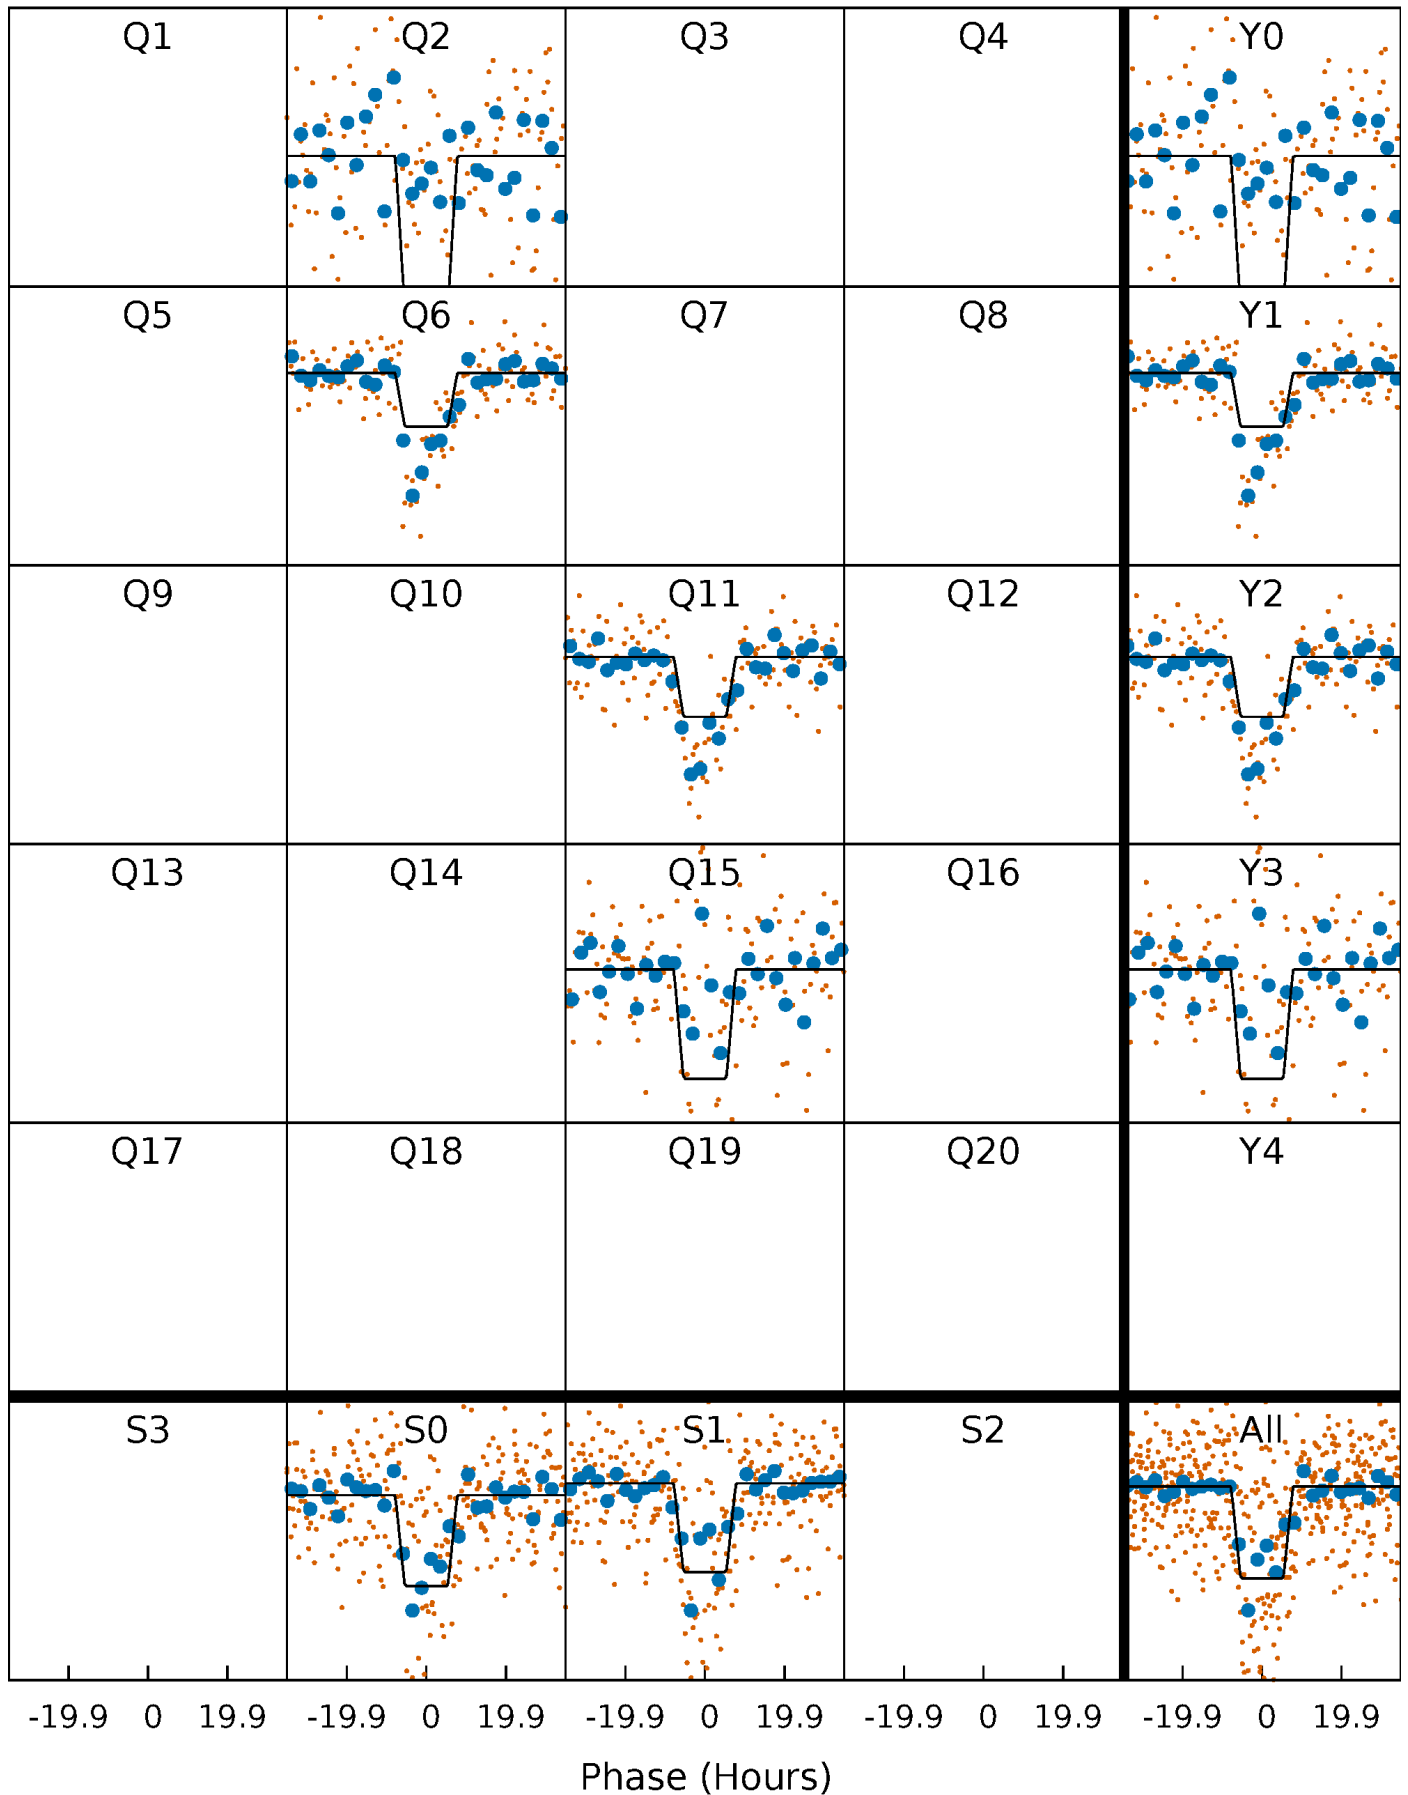 Q1 Q2 Q3 Q4 Y0
Q5 Q6 Q7 Q8 Y1
Q9 Q10 Q11 Q12 Y2
Q13 Q14 Q15 Q16 Y3
Q17 Q18 Q19 Q20 Y4
S3 S0 S1 S2 All
-19.9 0 19.9 -19.9 0 19.9 -19.9 0 19.9 -19.9 0 19.9 -19.9 0 19.9
Phase (Hours)